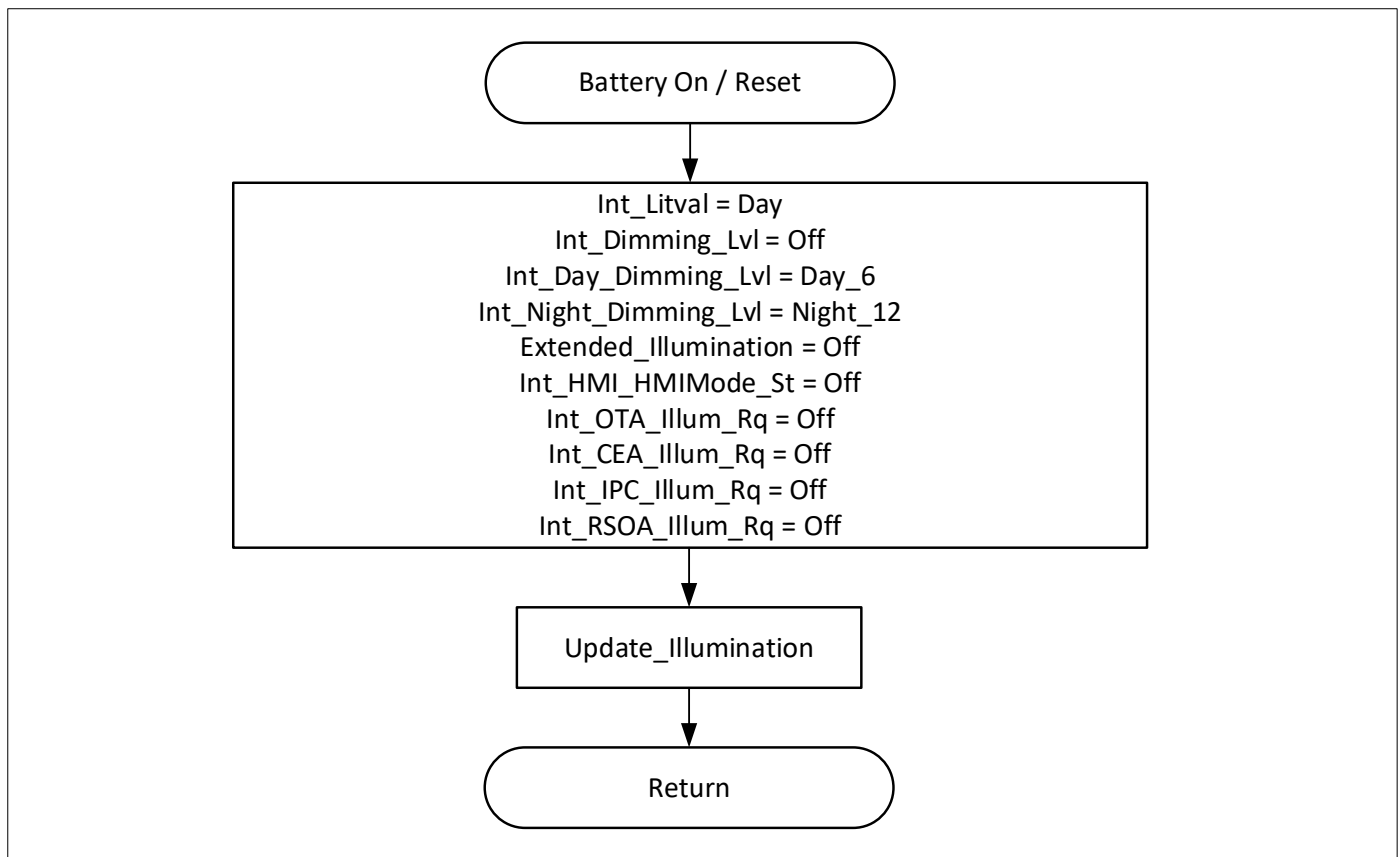 Battery On / Reset
Int_Litval = Day
Int_Dimming_Lvl = Off
Int_Day_Dimming_Lvl = Day_6
Int_Night_Dimming_Lvl = Night_12
Extended_Illumination = Off
Int_HMI_HMIMode_St = Off
Int_OTA_Illum_Rq = Off
Int_CEA_Illum_Rq = Off
Int_IPC_Illum_Rq = Off
Int_RSOA_Illum_Rq = Off
Update_Illumination
Return